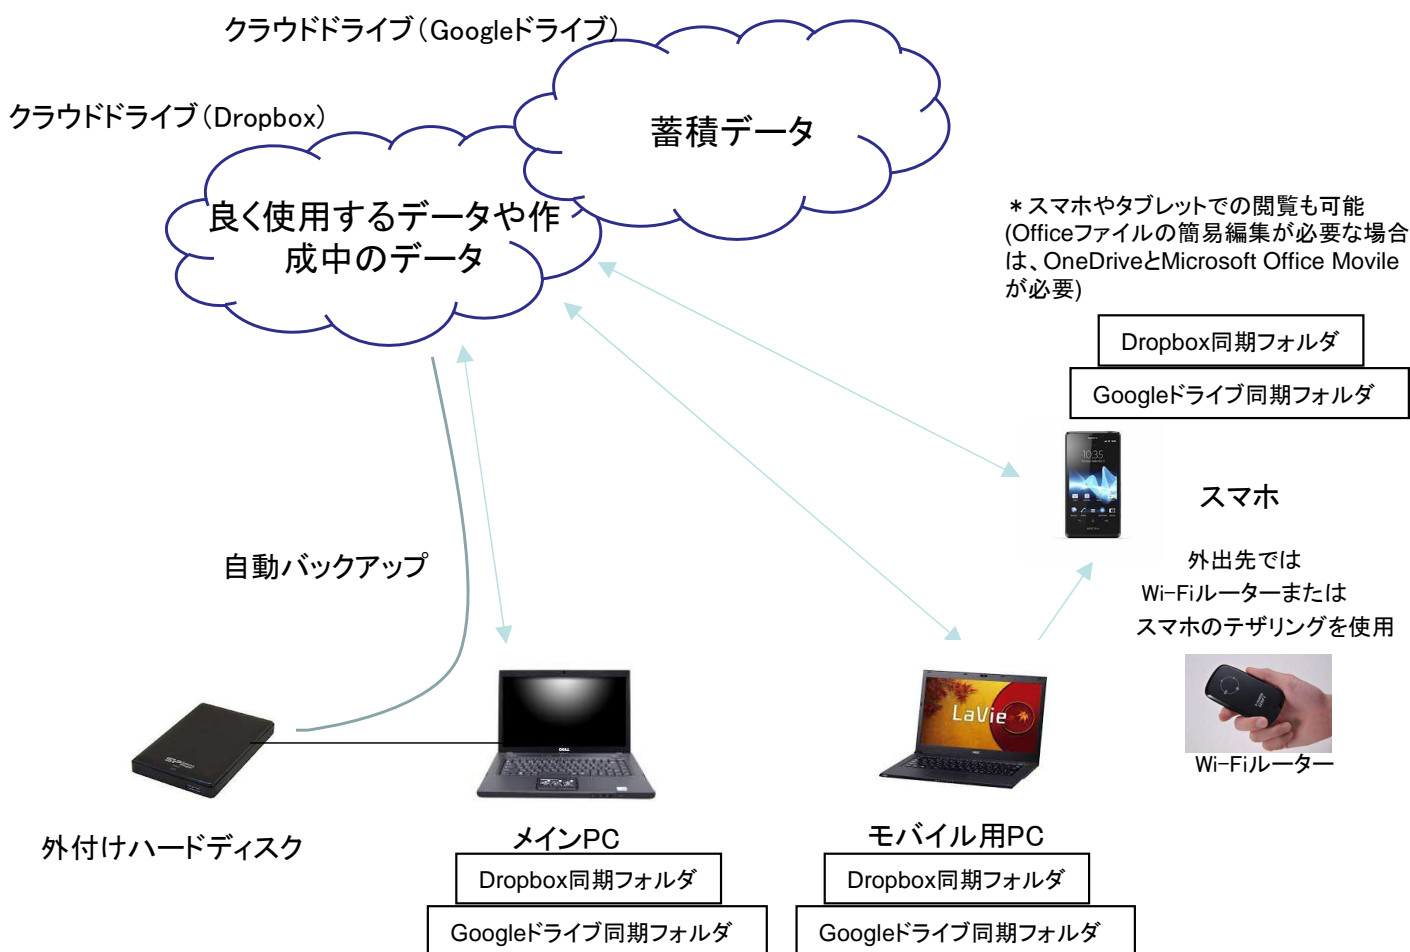 クラウドドライブ（Googleドライブ）
クラウドドライブ（Dropbox）
蓄積データ
良く使用するデータや作
成中のデータ
＊スマホやタブレットでの閲覧も可能
(Officeファイルの簡易編集が必要な場合
は、OneDriveとMicrosoft Office Movile
が必要)
Dropbox同期フォルダ
Googleドライブ同期フォルダ
10:35
スマホ
自動バックアップ
外出先では
Wi-Fiルーターまたは
スマホのテザリングを使用
LaVie
DELL
Wi-Fiルーター
外付けハードディスク
メインPC
モバイル用PC
Dropbox同期フォルダ
Dropbox同期フォルダ
Googleドライブ同期フォルダ
Googleドライブ同期フォルダ